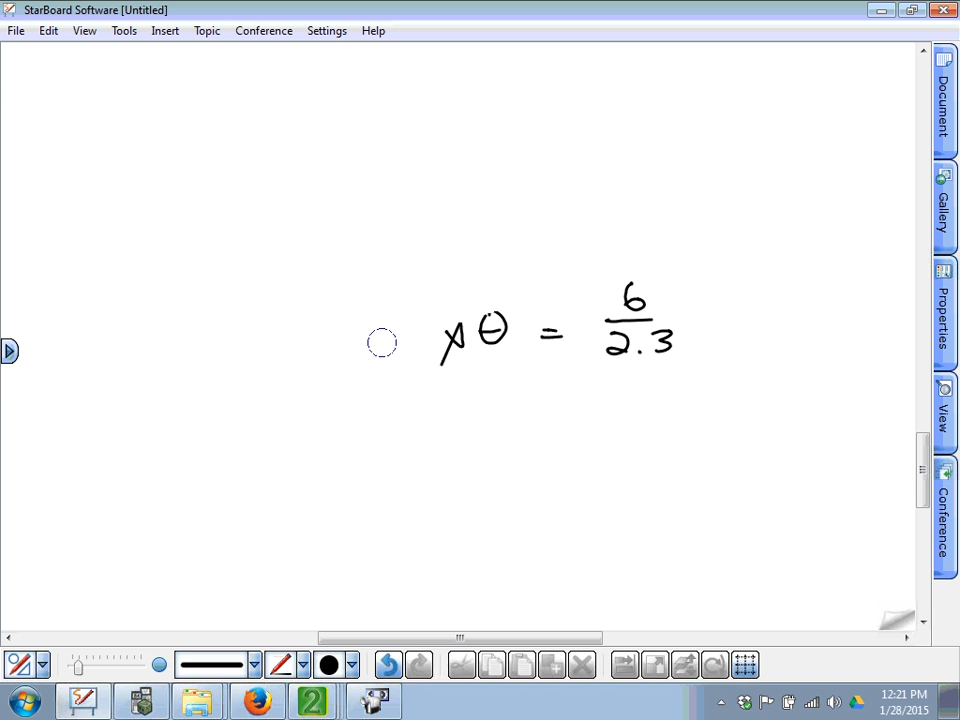 StarBoard Software [Untitled]
File Edit View Tools Insert Topic Conference Settings Help
Document
Gallery
Properties
View
Conference
θ = 6/2.3
2
12:21 PM
1/28/2015